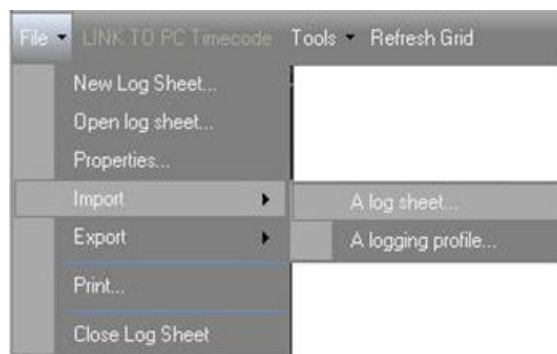 File LINK TO PC Timecode Tools Refresh Grid
New Log Sheet...
Open log sheet...
Properties...
Import
A log sheet...
Export
A logging profile...
Print...
Close Log Sheet